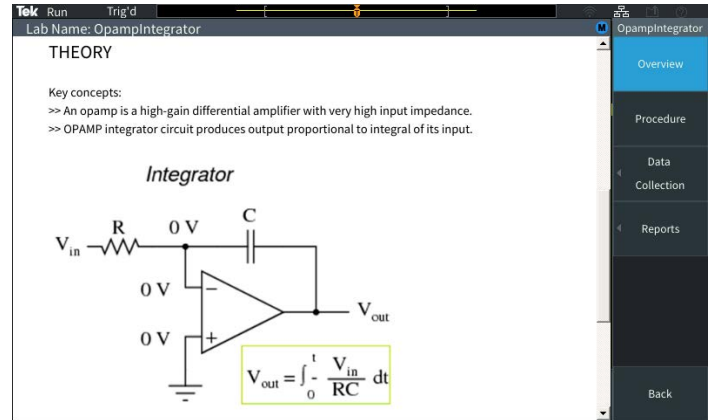 Tek Run Trig'd
Lab Name: OpampIntegrator
M
OpampIntegrator
THEORY
Key concepts:
>> An opamp is a high-gain differential amplifier with very high input impedance.
>> OPAMP integrator circuit produces output proportional to integral of its input.
Integrator
R
0 V
C
Vin
0 V
−
Vout
0 V
+
Vout = ∫ 0 t - Vin / RC dt
Overview
Procedure
Data
Collection
Reports
Back